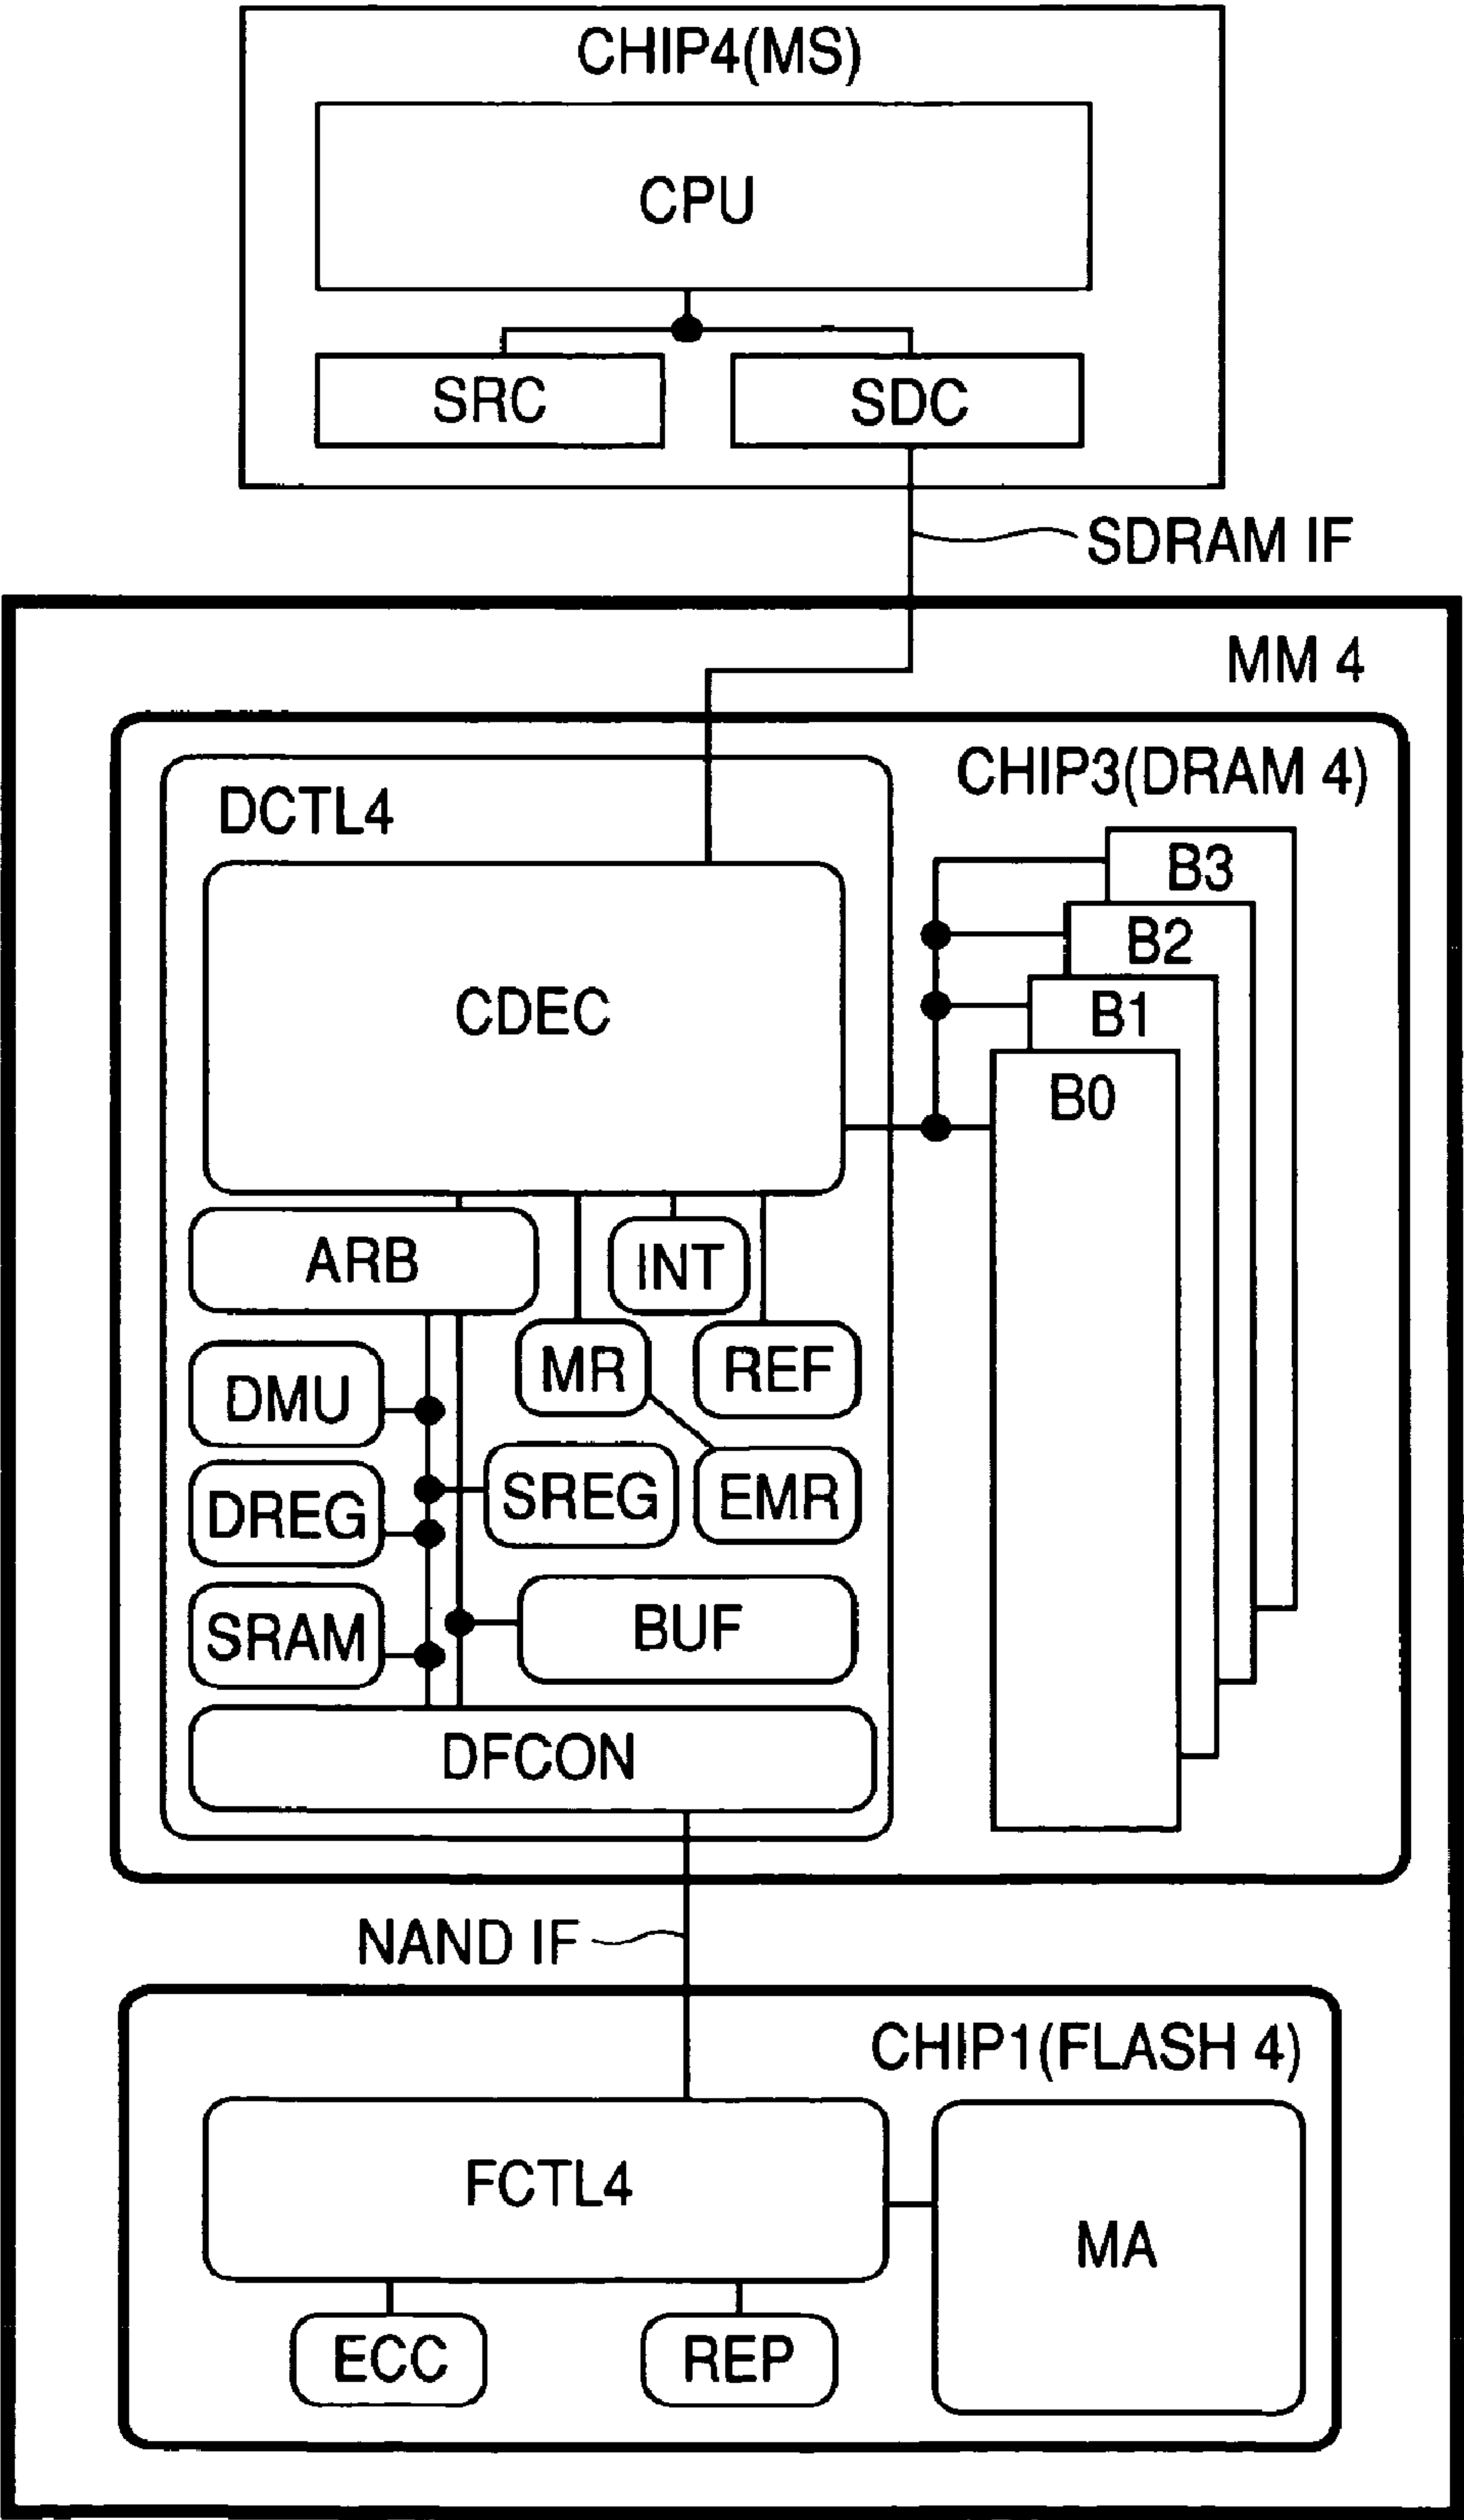 CHIP4(MS)
CPU
SRC
SDC
SDRAM IF
MM 4
CHIP3(DRAM 4)
DCTL4
B3
B2
B1
B0
CDEC
ARB
INT
MR
REF
DMU
SREG
EMR
DREG
SRAM
BUF
DFCON
NAND IF
CHIP1(FLASH 4)
FCTL4
MA
ECC
REP